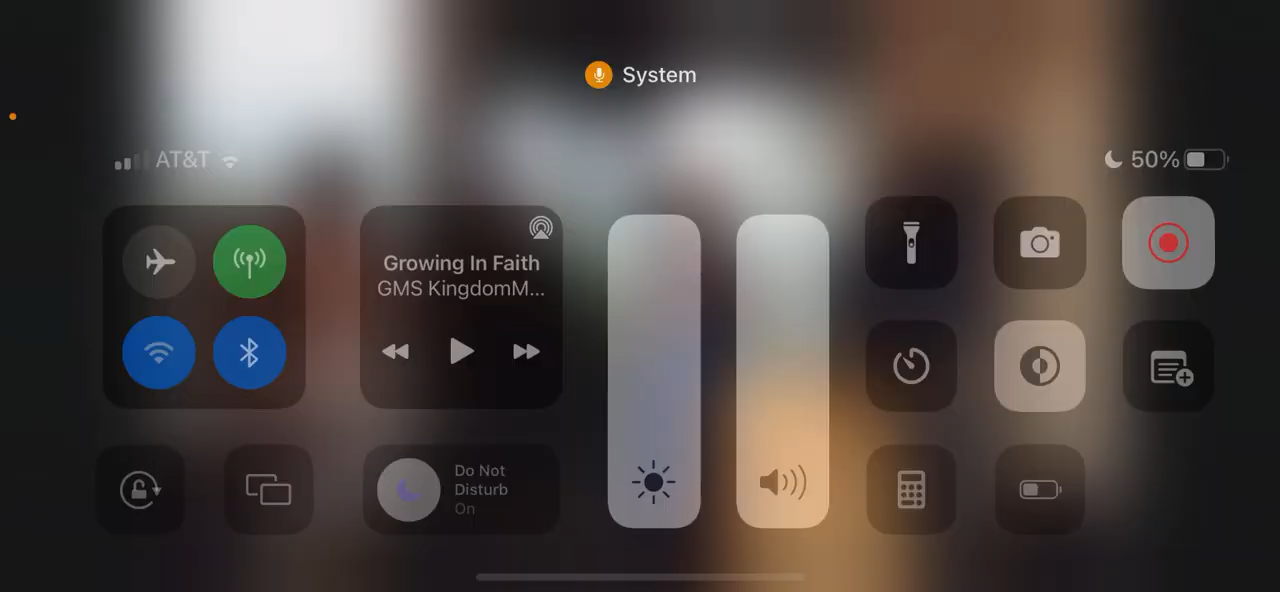 System
AT&T
50%
Growing In Faith
GMS KingdomM...
Do Not
Disturb
On